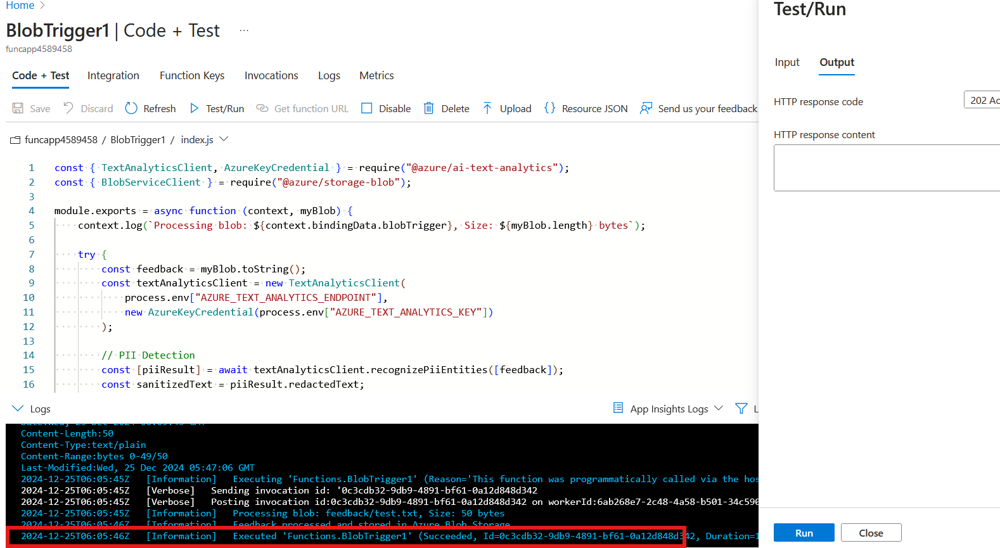 Home
BlobTrigger1 | Code + Test ...
funcapp4589458
Code + Test Integration Function Keys Invocations Logs Metrics
Save Discard Refresh Test/Run Get function URL Disable Delete Upload {} Resource JSON Send us your feedback
funcapp4589458 / BlobTrigger1 / index.js
1 const { TextAnalyticsClient, AzureKeyCredential } = require("@azure/ai-text-analytics");
2 const { BlobServiceClient } = require("@azure/storage-blob");
3
4 module.exports = async function (context, myBlob) {
5 context.log(`Processing blob: ${context.bindingData.blobTrigger}, Size: ${myBlob.length} bytes`);
6
7 try {
8 const feedback = myBlob.toString();
9 const textAnalyticsClient = new TextAnalyticsClient(
10 process.env["AZURE_TEXT_ANALYTICS_ENDPOINT"],
11 new AzureKeyCredential(process.env["AZURE_TEXT_ANALYTICS_KEY"])
12 );
13
14 // PII Detection
15 const [piiResult] = await textAnalyticsClient.recognizePiiEntities([feedback]);
16 const sanitizedText = piiResult.redactedText;
Logs
App Insights Logs L
Content-Length:50
Content-Type:text/plain
Content-Range:bytes 0-49/50
Last-Modified:Wed, 25 Dec 2024 05:47:06 GMT
2024-12-25T06:05:45Z [Information] Executing 'Functions.BlobTrigger1' (Reason='This function was programmatically called via the hos
2024-12-25T06:05:45Z [Verbose] Sending invocation id: '0c3cdb32-9db9-4891-bf61-0a12d848d342
2024-12-25T06:05:45Z [Verbose] Posting invocation id:0c3cdb32-9db9-4891-bf61-0a12d848d342 on workerId:6ab268e7-2c48-4a58-b501-34c590
2024-12-25T06:05:45Z [Information] Processing blob: feedback/test.txt, Size: 50 bytes
2024-12-25T06:05:46Z [Information] Feedback processed and stored in Azure Blob Storage
2024-12-25T06:05:46Z [Information] Executed 'Functions.BlobTrigger1' (Succeeded, Id=0c3cdb32-9db9-4891-bf61-0a12d848d342, Duration=1
Test/Run
Input Output
HTTP response code
202 Ac
HTTP response content
Run Close